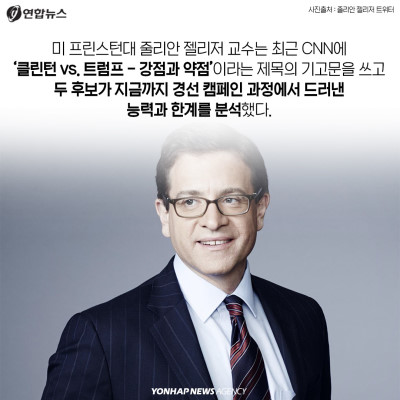 연합뉴스
사진출처 : 줄리안 젤리저 트위터
미 프린스턴대 줄리안 젤리저 교수는 최근 CNN에
‘클린턴 vs. 트럼프 - 강점과 약점’이라는 제목의 기고문을 쓰고
두 후보가 지금까지 경선 캠페인 과정에서 드러낸
능력과 한계를 분석했다.
YONHAP NEWS AGENCY